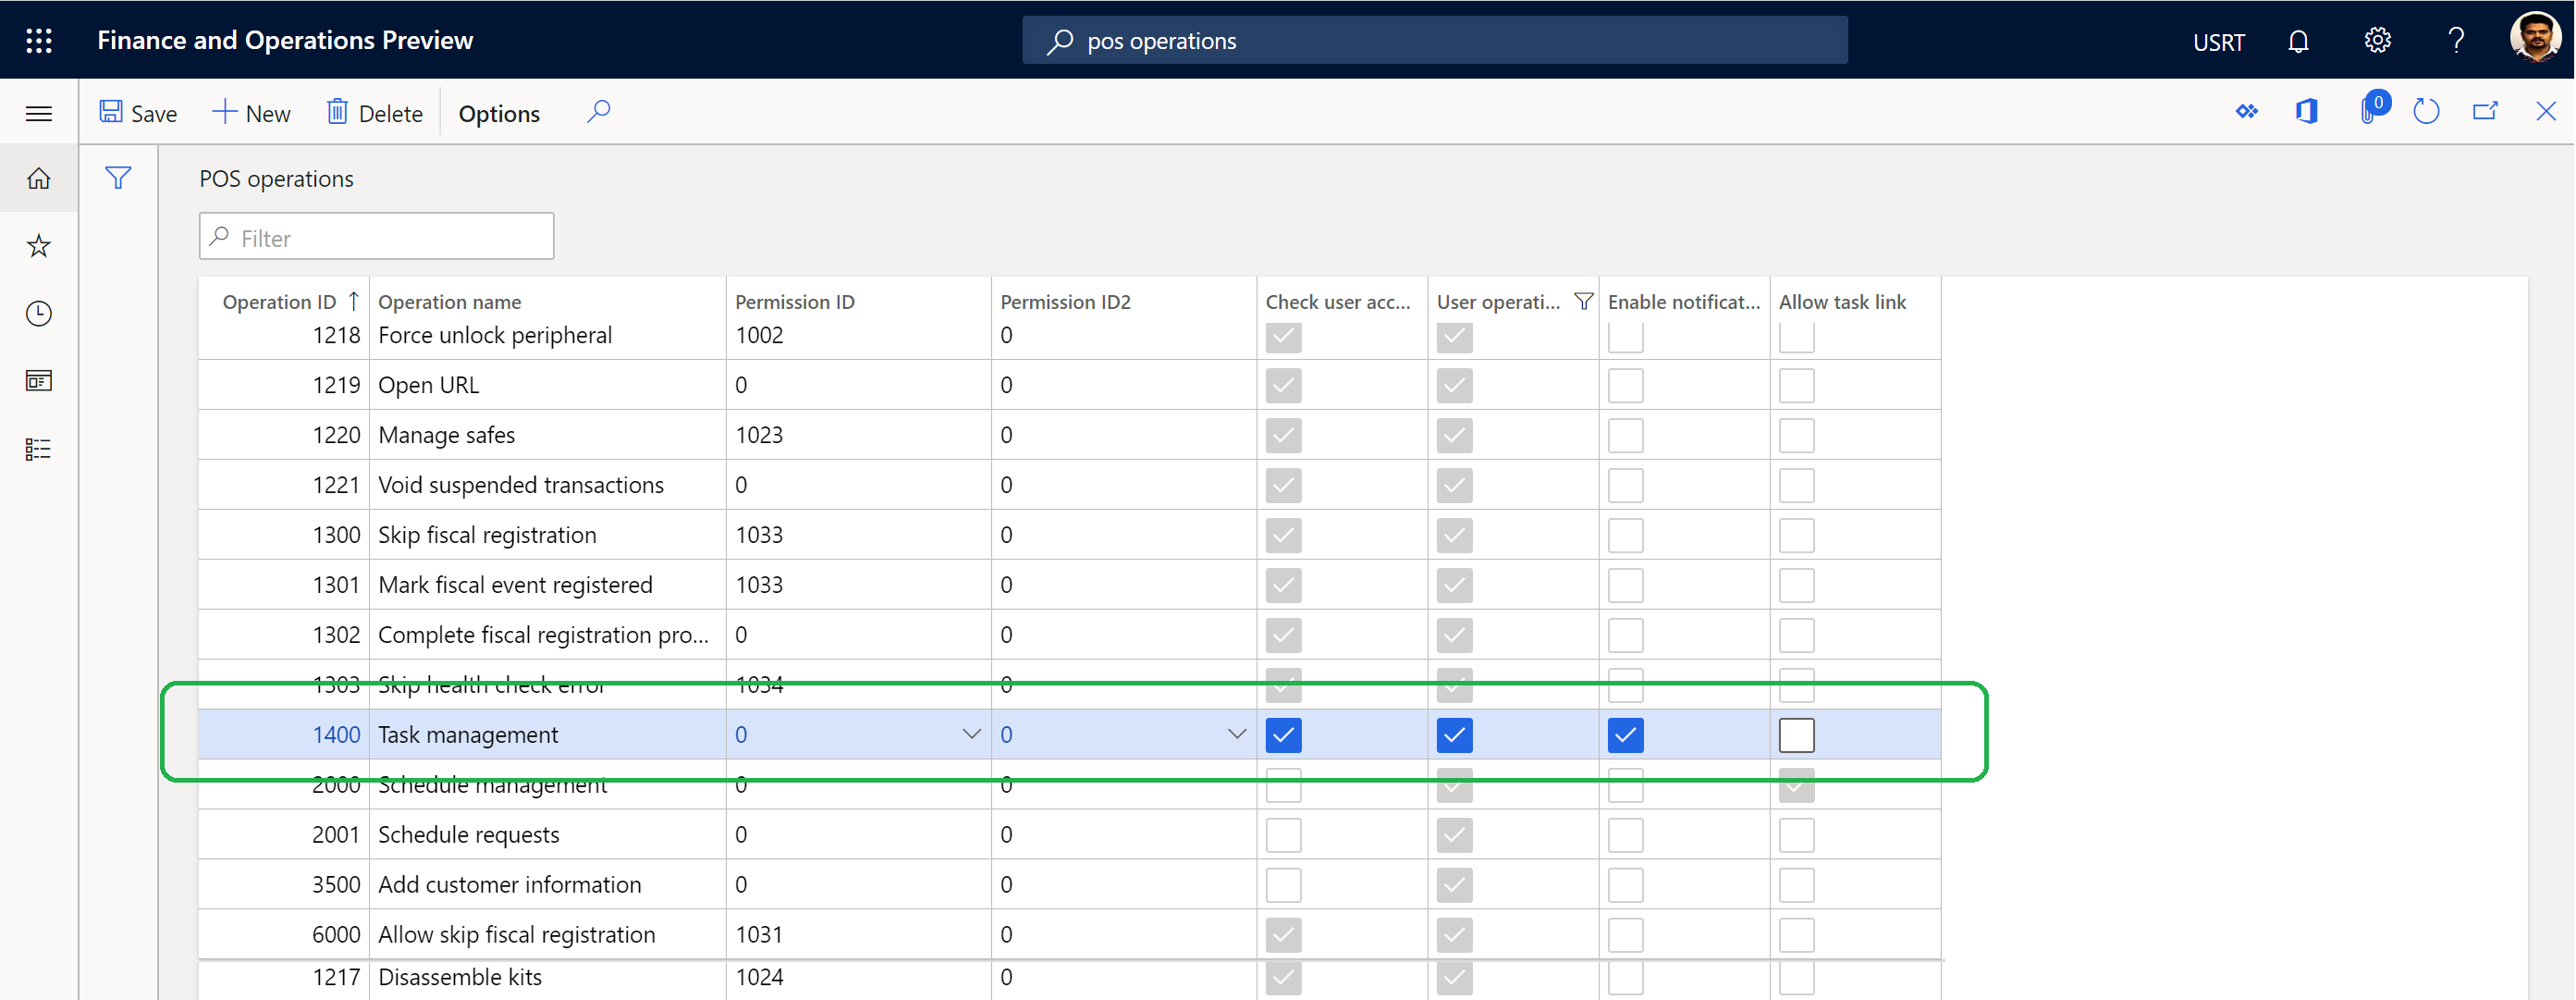 Finance and Operations Preview
pos operations
USRT
Save New Delete Options
0
POS operations
Filter
Operation ID Operation name Permission ID Permission ID2 Check user acc... User operati... Enable notificat... Allow task link
1218 Force unlock peripheral 1002 0
1219 Open URL 0 0
1220 Manage safes 1023 0
1221 Void suspended transactions 0 0
1300 Skip fiscal registration 1033 0
1301 Mark fiscal event registered 1033 0
1302 Complete fiscal registration pro... 0 0
1303 Skip health check error 1034 0
1400 Task management 0 0
2000 Schedule management 0 0
2001 Schedule requests 0 0
3500 Add customer information 0 0
6000 Allow skip fiscal registration 1031 0
1217 Disassemble kits 1024 0